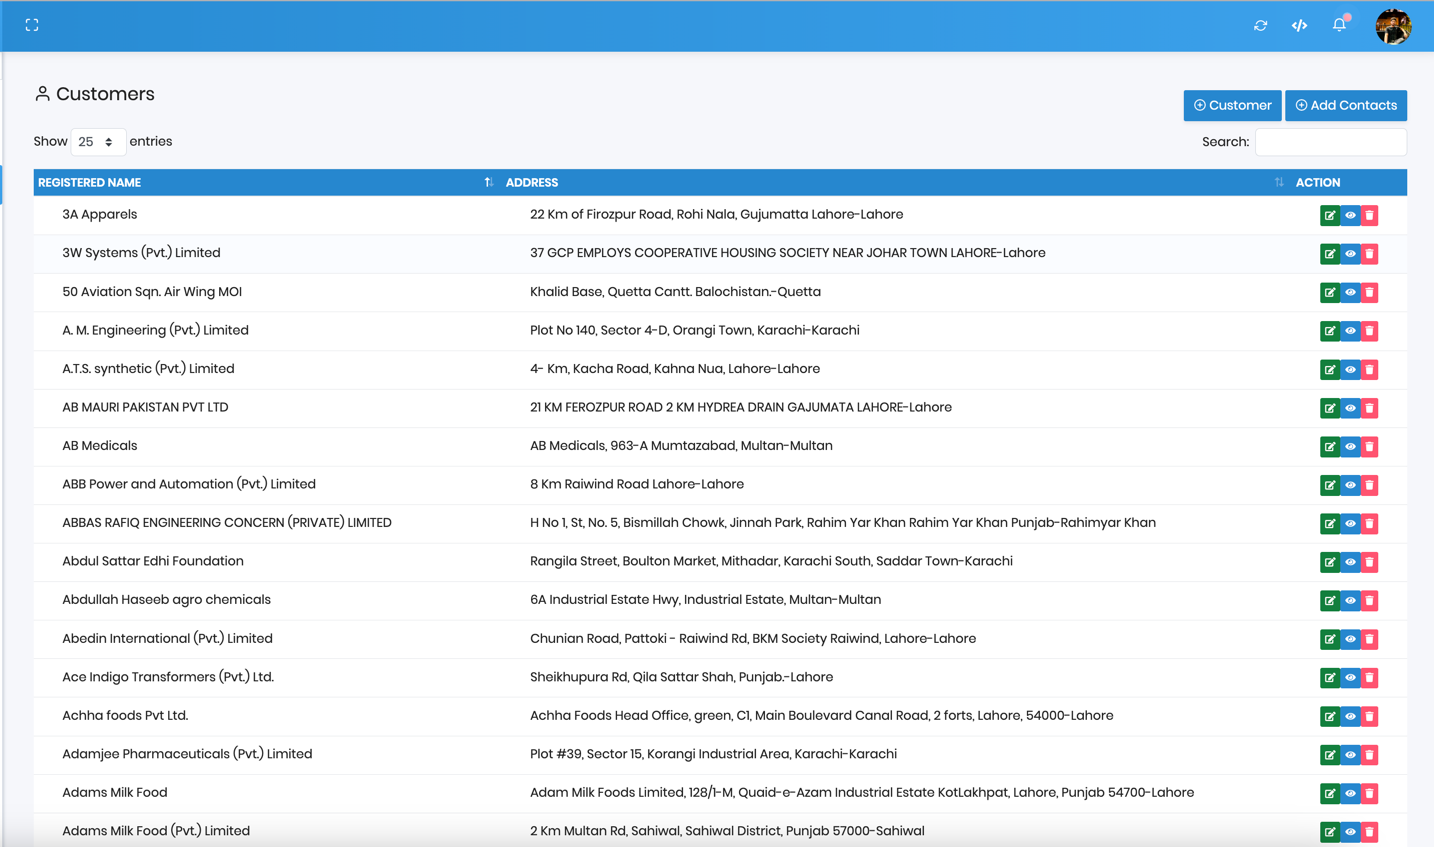 Customers
Customer
Add Contacts
Show 25 entries
Search:
REGISTERED NAME ADDRESS ACTION
3A Apparels 22 Km of Firozpur Road, Rohi Nala, Gujumatta Lahore-Lahore
3W Systems (Pvt.) Limited 37 GCP EMPLOYS COOPERATIVE HOUSING SOCIETY NEAR JOHAR TOWN LAHORE-Lahore
50 Aviation Sqn. Air Wing MOI Khalid Base, Quetta Cantt. Balochistan.-Quetta
A. M. Engineering (Pvt.) Limited Plot No 140, Sector 4-D, Orangi Town, Karachi-Karachi
A.T.S. synthetic (Pvt.) Limited 4- Km, Kacha Road, Kahna Nua, Lahore-Lahore
AB MAURI PAKISTAN PVT LTD 21 KM FEROZPUR ROAD 2 KM HYDREA DRAIN GAJUMATA LAHORE-Lahore
AB Medicals AB Medicals, 963-A Mumtazabad, Multan-Multan
ABB Power and Automation (Pvt.) Limited 8 Km Raiwind Road Lahore-Lahore
ABBAS RAFIQ ENGINEERING CONCERN (PRIVATE) LIMITED H No 1, St, No. 5, Bismillah Chowk, Jinnah Park, Rahim Yar Khan Rahim Yar Khan Punjab-Rahimyar Khan
Abdul Sattar Edhi Foundation Rangila Street, Boulton Market, Mithadar, Karachi South, Saddar Town-Karachi
Abdullah Haseeb agro chemicals 6A Industrial Estate Hwy, Industrial Estate, Multan-Multan
Abedin International (Pvt.) Limited Chunian Road, Pattoki - Raiwind Rd, BKM Society Raiwind, Lahore-Lahore
Ace Indigo Transformers (Pvt.) Ltd. Sheikhupura Rd, Qila Sattar Shah, Punjab.-Lahore
Achha foods Pvt Ltd. Achha Foods Head Office, green, C1, Main Boulevard Canal Road, 2 forts, Lahore, 54000-Lahore
Adamjee Pharmaceuticals (Pvt.) Limited Plot #39, Sector 15, Korangi Industrial Area, Karachi-Karachi
Adams Milk Food Adam Milk Foods Limited, 128/1-M, Quaid-e-Azam Industrial Estate KotLakhpat, Lahore, Punjab 54700-Lahore
Adams Milk Food (Pvt.) Limited 2 Km Multan Rd, Sahiwal, Sahiwal District, Punjab 57000-Sahiwal